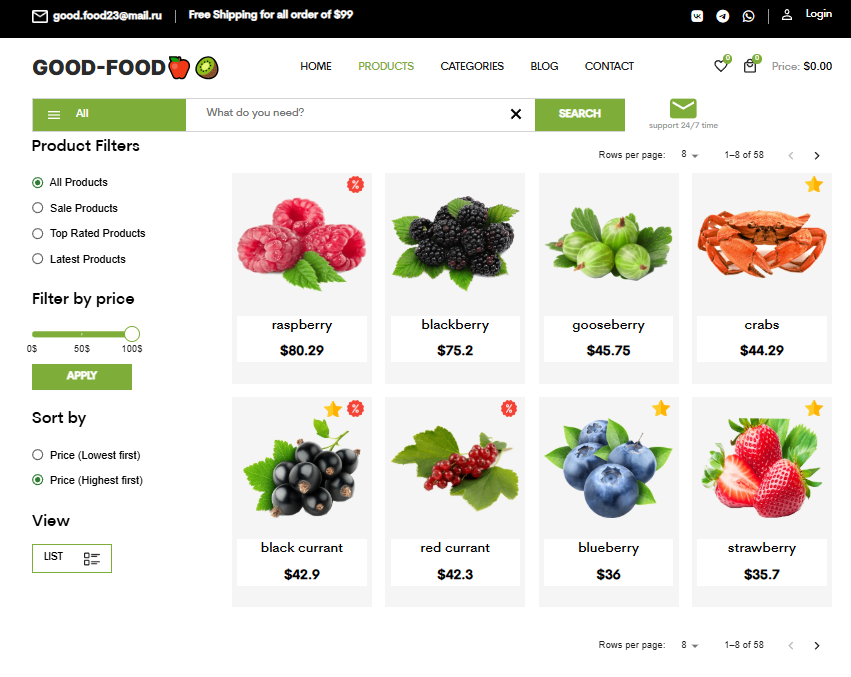 good.food23@mail.ru
Free Shipping for all order of $99
Login
GOOD-FOOD
HOME
PRODUCTS
CATEGORIES
BLOG
CONTACT
0
0
Price: $0.00
All
What do you need?
SEARCH
support 24/7 time
Product Filters
All Products
Sale Products
Top Rated Products
Latest Products
Filter by price
0$
50$
100$
APPLY
Sort by
Price (Lowest first)
Price (Highest first)
View
LIST
Rows per page:
8
1–8 of 58
%
raspberry
$80.29
blackberry
$75.2
gooseberry
$45.75
crabs
$44.29
%
black currant
$42.9
%
red currant
$42.3
blueberry
$36
strawberry
$35.7
Rows per page:
8
1–8 of 58